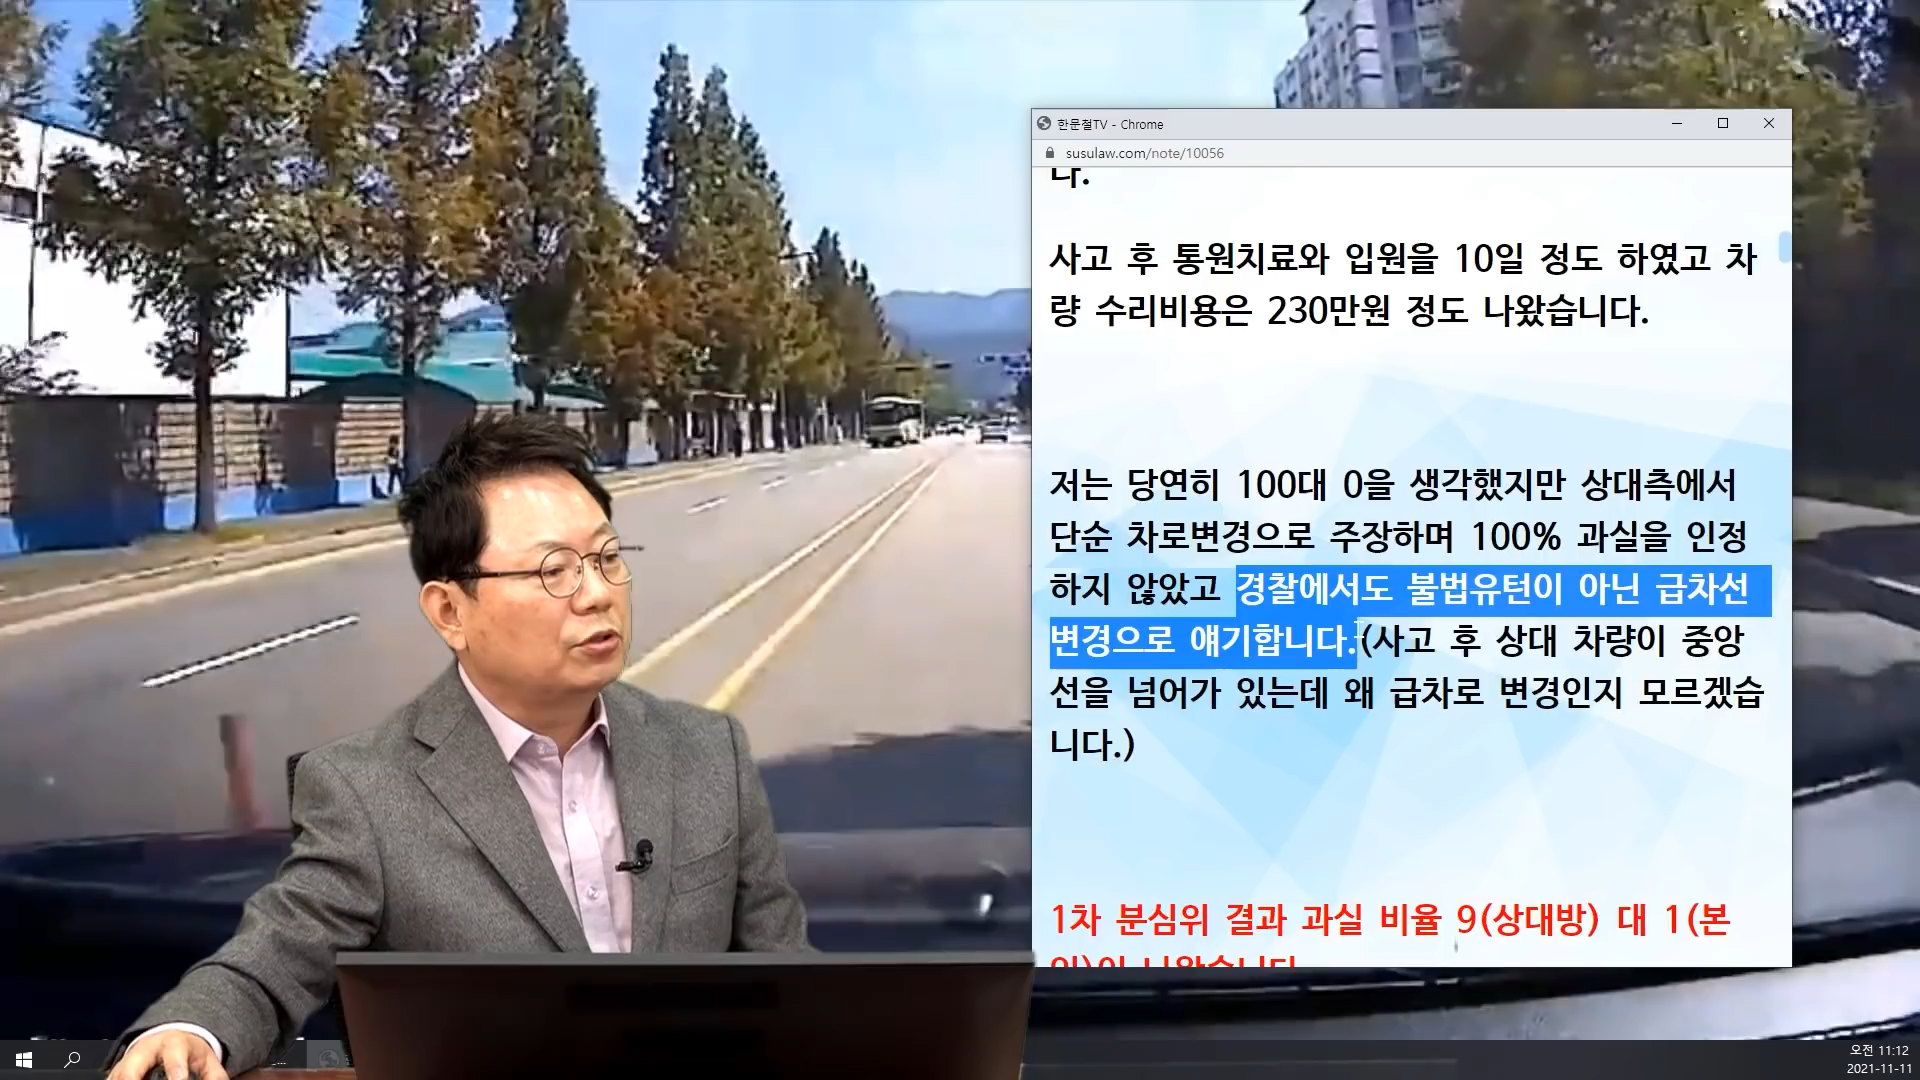 한문철TV - Chrome
susulaw.com/note/10056
다.
사고 후 통원치료와 입원을 10일 정도 하였고 차
량 수리비용은 230만원 정도 나왔습니다.
저는 당연히 100대 0을 생각했지만 상대측에서
단순 차로변경으로 주장하며 100% 과실을 인정
하지 않았고 경찰에서도 불법유턴이 아닌 급차선
변경으로 얘기합니다.(사고 후 상대 차량이 중앙
선을 넘어가 있는데 왜 급차로 변경인지 모르겠습
니다.)
1차 분심위 결과 과실 비율 9(상대방) 대 1(본
인)이 나왔습니다
오전 11:12
2021-11-11